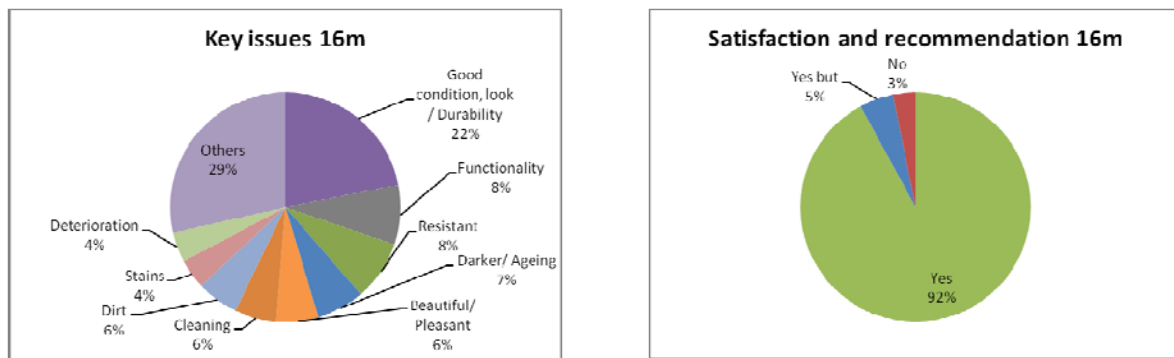 Key issues 16m
Good
condition, look
/ Durability
22%
Functionality
8%
Resistant
8%
Darker/ Ageing
7%
Beautiful/
Pleasant
6%
Cleaning
6%
Dirt
6%
Stains
4%
Deterioration
4%
Others
29%
Satisfaction and recommendation 16m
No
3%
Yes but
5%
Yes
92%